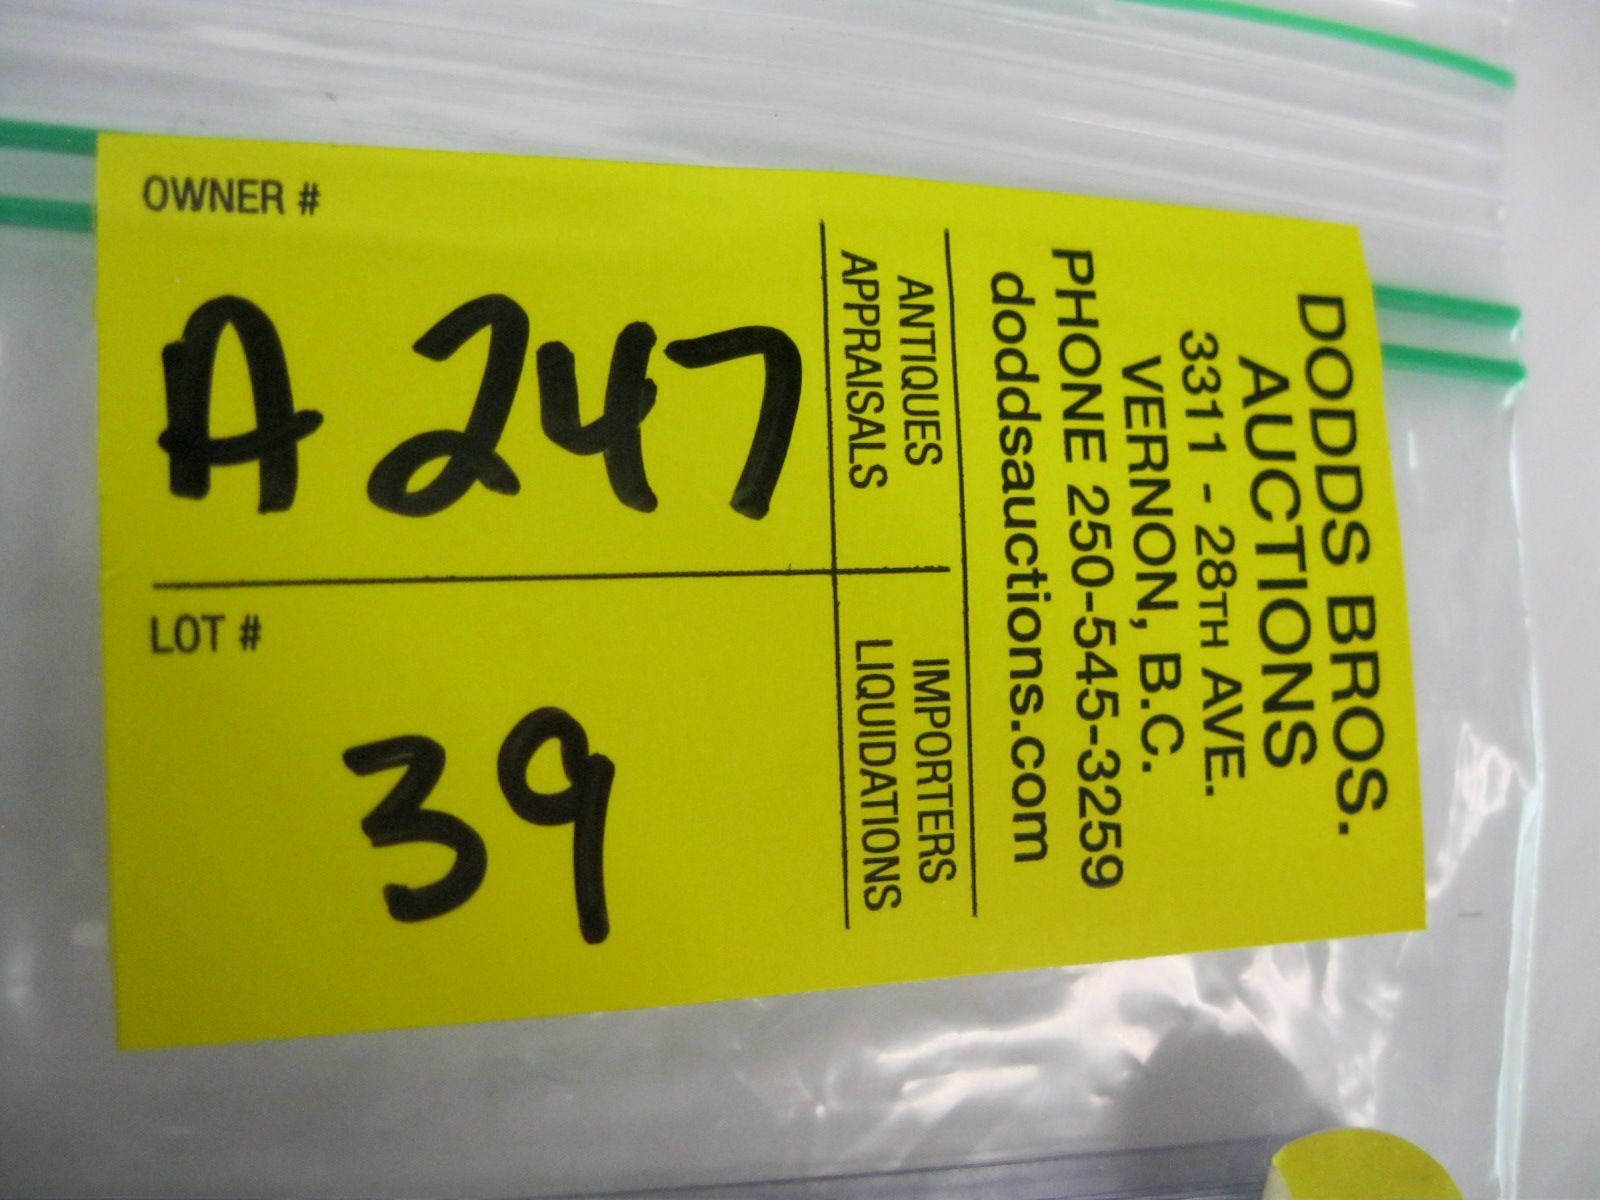 DODDS BROS.
AUCTIONS
3311 - 28TH AVE.
VERNON, B.C.
PHONE 250-545-3259
doddsauctions.com
ANTIQUES IMPORTERS
APPRAISALS LIQUIDATIONS
OWNER #
A 247
LOT #
39